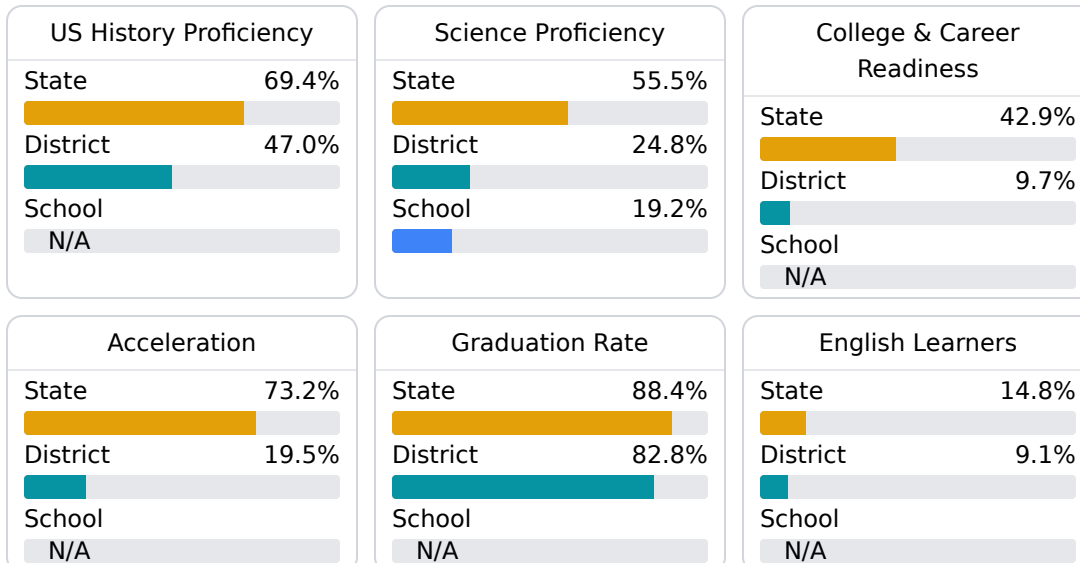 US History Proficiency
State 69.4%
District 47.0%
School
N/A
Science Proficiency
State 55.5%
District 24.8%
School 19.2%
College & Career
Readiness
State 42.9%
District 9.7%
School
N/A
Acceleration
State 73.2%
District 19.5%
School
N/A
Graduation Rate
State 88.4%
District 82.8%
School
N/A
English Learners
State 14.8%
District 9.1%
School
N/A